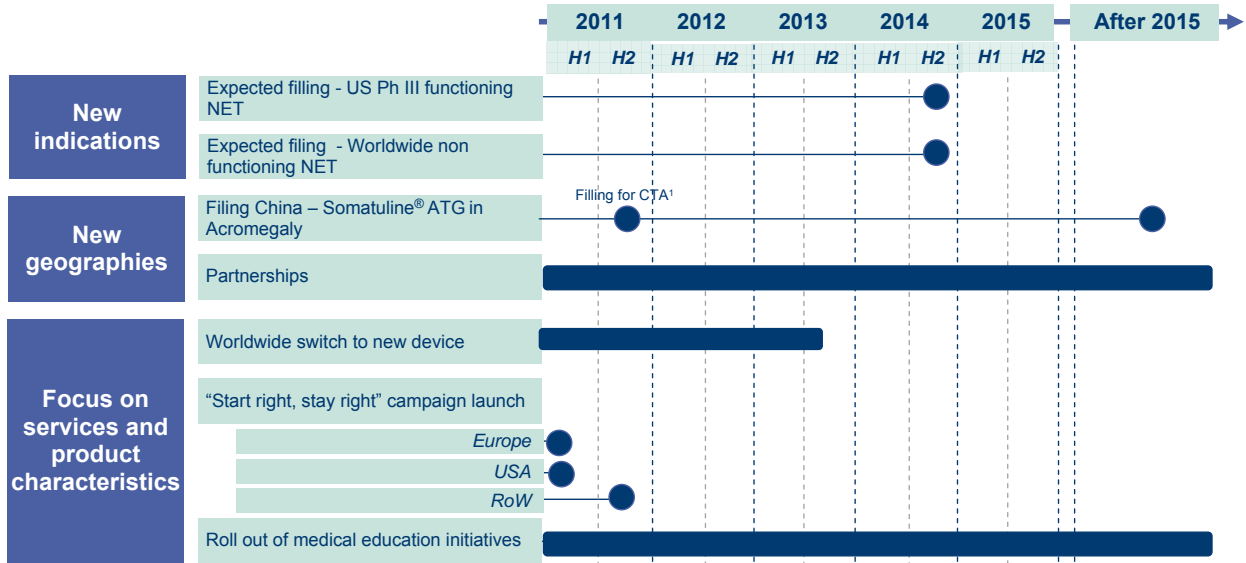 2011 2012 2013 2014 2015 After 2015
H1 H2 H1 H2 H1 H2 H1 H2 H1 H2
New
indications
Expected filling - US Ph III functioning
NET
Expected filing - Worldwide non
functioning NET
New
geographies
Filling for CTA¹
Filing China – Somatuline® ATG in
Acromegaly
Partnerships
Focus on
services and
product
characteristics
Worldwide switch to new device
“Start right, stay right” campaign launch
Europe
USA
RoW
Roll out of medical education initiatives